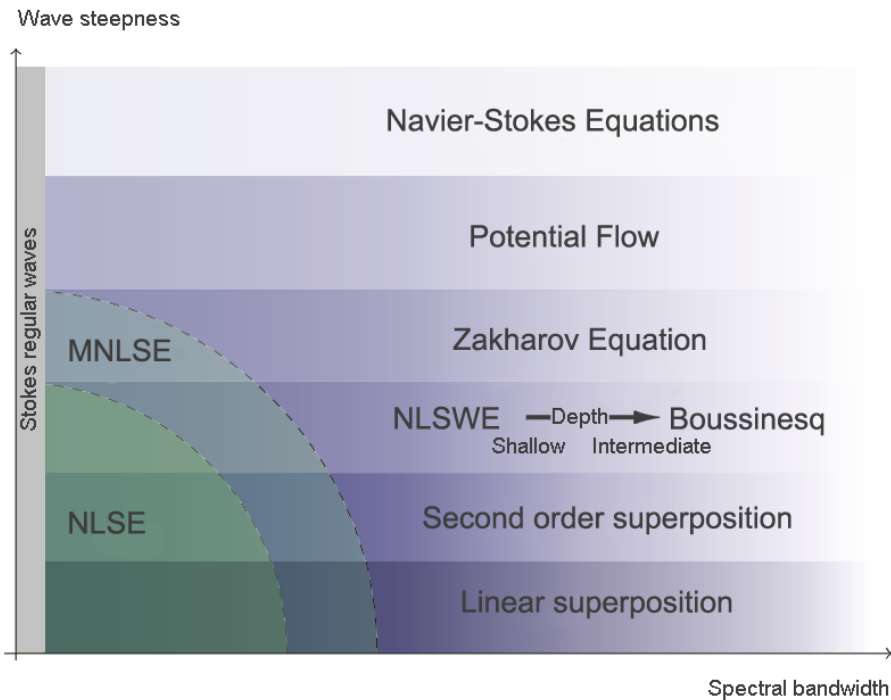 Wave steepness
Navier-Stokes Equations
Potential Flow
Stokes regular waves
MNLSE
Zakharov Equation
NLSWE Depth Boussinesq
Shallow Intermediate
NLSE
Second order superposition
Linear superposition
Spectral bandwidth